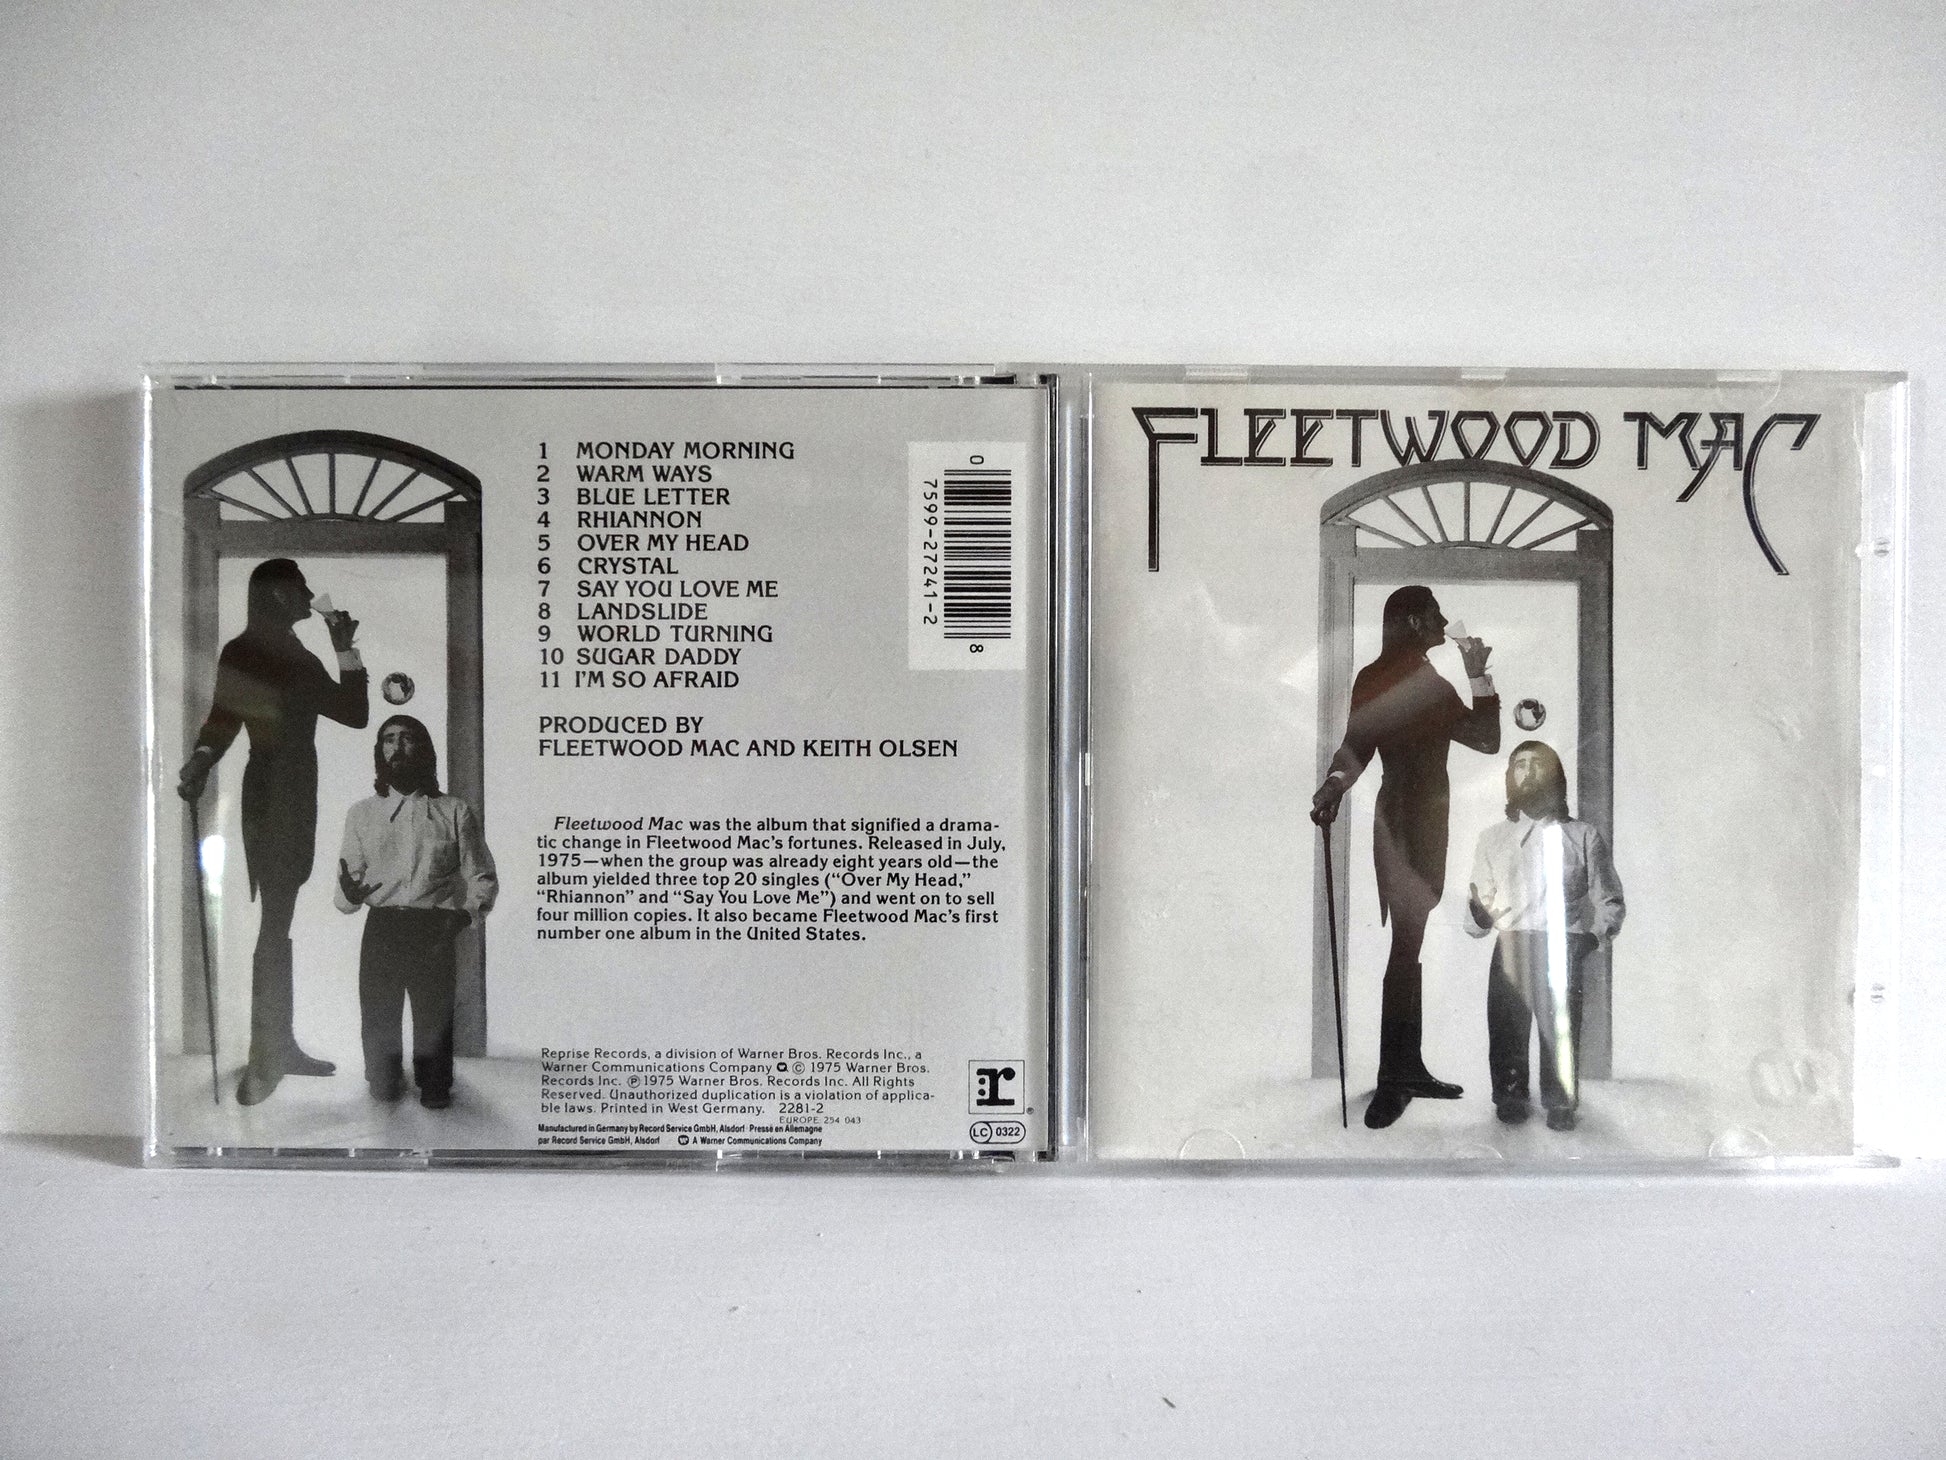 1 MONDAY MORNING
2 WARM WAYS
3 BLUE LETTER
4 RHIANNON
5 OVER MY HEAD
6 CRYSTAL
7 SAY YOU LOVE ME
8 LANDSLIDE
9 WORLD TURNING
10 SUGAR DADDY
11 I'M SO AFRAID
PRODUCED BY
FLEETWOOD MAC AND KEITH OLSEN
Fleetwood Mac was the album that signified a drama-
tic change in Fleetwood Mac's fortunes. Released in July,
1975—when the group was already eight years old—the
album yielded three top 20 singles ("Over My Head,"
"Rhiannon" and "Say You Love Me") and went on to sell
four million copies. It also became Fleetwood Mac's first
number one album in the United States.
Reprise Records, a division of Warner Bros. Records Inc., a
Warner Communications Company © 1975 Warner Bros.
Records Inc. ℗ 1975 Warner Bros. Records Inc. All Rights
Reserved. Unauthorized duplication is a violation of applica-
ble laws. Printed in West Germany. 2281-2
EUROPE: 254 043
Manufactured in Germany by Record Service GmbH, Alsdorf · Pressé en Allemagne
par Record Service GmbH, Alsdorf A Warner Communications Company
0 7599-27241-2 8
:r
®
LC 0322
FLEETWOOD MAC